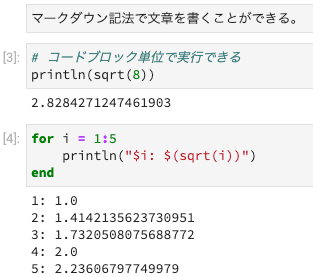 マークダウン記法で文章を書くことができる。
[3]: # コードブロック単位で実行できる
println(sqrt(8))
2.8284271247461903
[4]: for i = 1:5
    println("$i: $(sqrt(i))")
end
1: 1.0
2: 1.4142135623730951
3: 1.7320508075688772
4: 2.0
5: 2.23606797749979